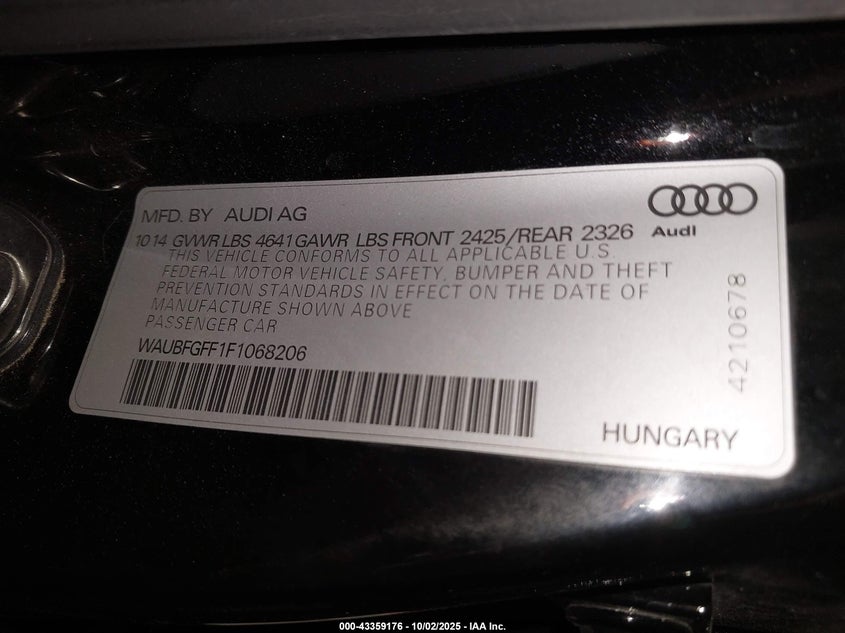 MFD. BY AUDI AG
10 14 GVWR LBS 4641 GAWR LBS FRONT 2425/REAR 2326
THIS VEHICLE CONFORMS TO ALL APPLICABLE U.S.
FEDERAL MOTOR VEHICLE SAFETY, BUMPER AND THEFT
PREVENTION STANDARDS IN EFFECT ON THE DATE OF
MANUFACTURE SHOWN ABOVE
PASSENGER CAR
WAUBFGFF1F1068206
Audi
4210678
HUNGARY
000-43359176 - 10/02/2025 - IAA Inc.